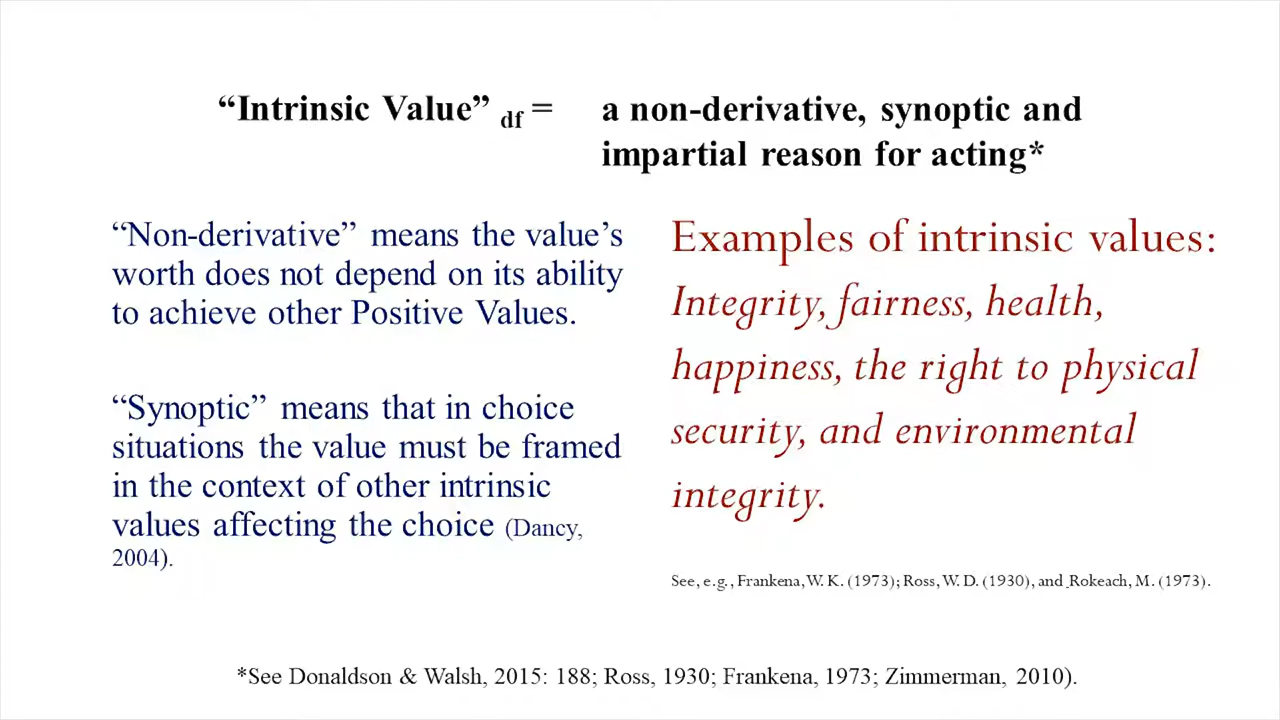 “Intrinsic Value” df = a non-derivative, synoptic and
impartial reason for acting*
“Non-derivative” means the value’s
worth does not depend on its ability
to achieve other Positive Values.
“Synoptic” means that in choice
situations the value must be framed
in the context of other intrinsic
values affecting the choice (Dancy,
2004).
Examples of intrinsic values:
Integrity, fairness, health,
happiness, the right to physical
security, and environmental
integrity.
See, e.g., Frankena, W. K. (1973); Ross, W. D. (1930), and Rokeach, M. (1973).
*See Donaldson & Walsh, 2015: 188; Ross, 1930; Frankena, 1973; Zimmerman, 2010).